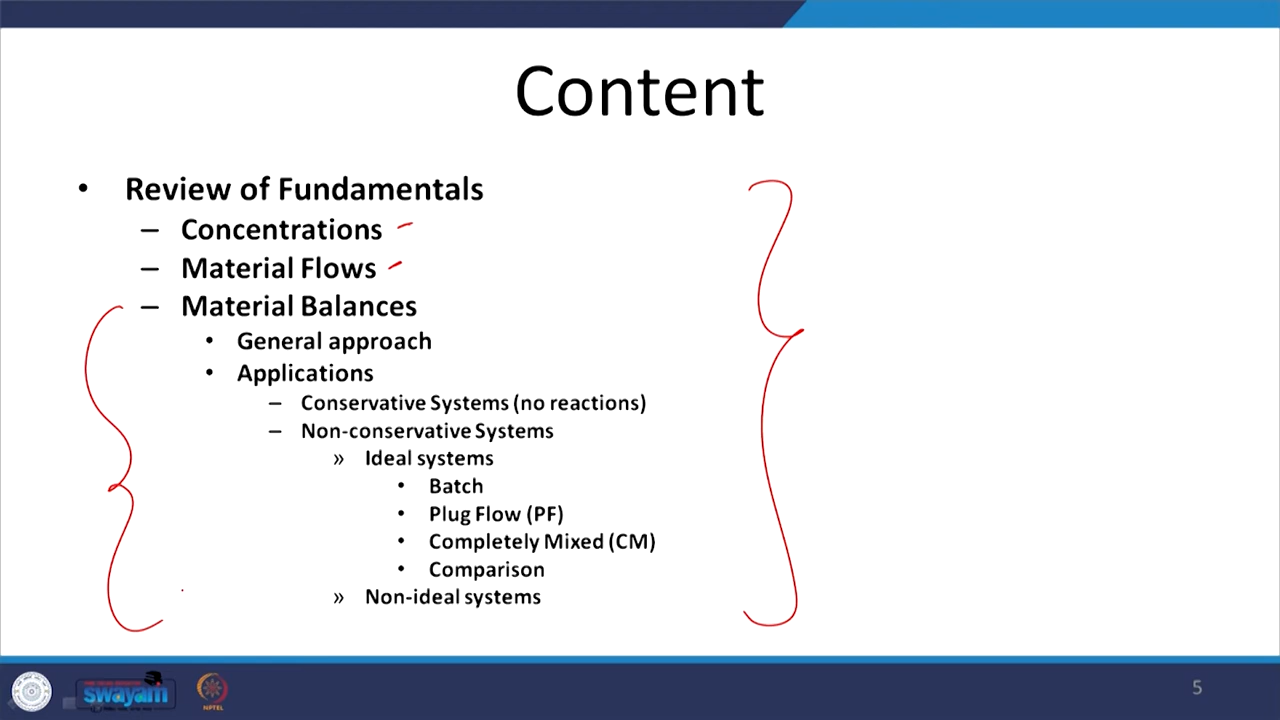 Content
• Review of Fundamentals
– Concentrations
– Material Flows
– Material Balances
• General approach
• Applications
– Conservative Systems (no reactions)
– Non-conservative Systems
» Ideal systems
• Batch
• Plug Flow (PF)
• Completely Mixed (CM)
• Comparison
» Non-ideal systems
swayam
NPTEL
5